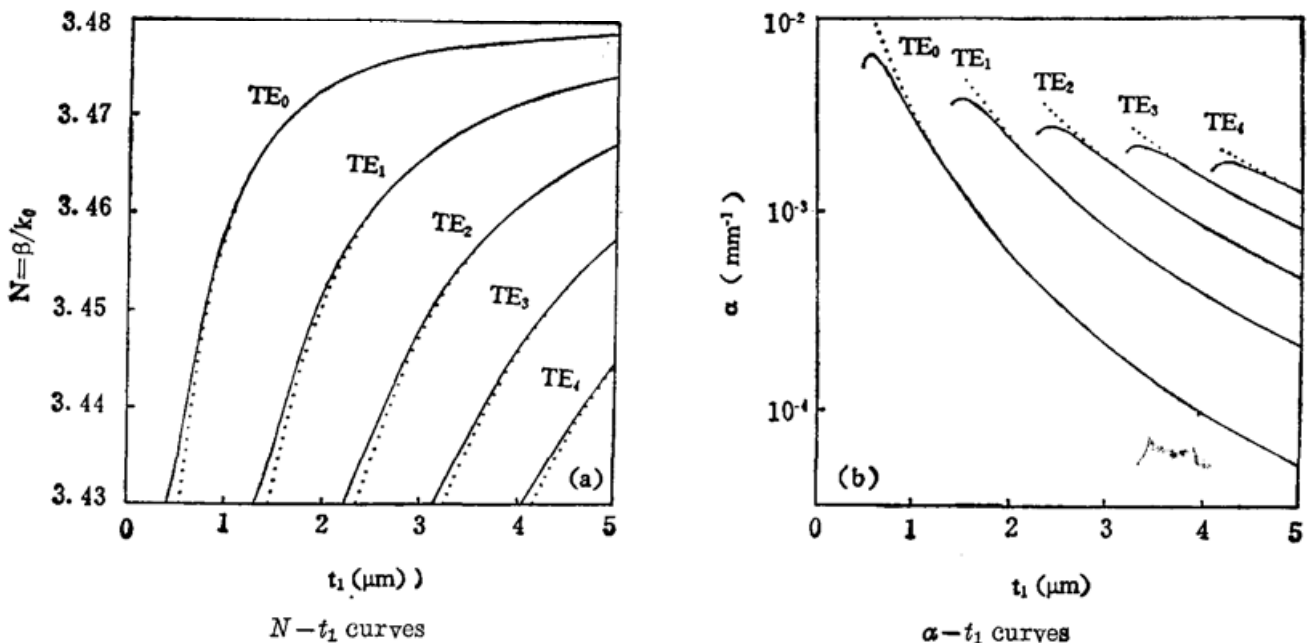 3.48
3.47
3.46
3.45
3.44
3.43
N=β/k₀
TE₀
TE₁
TE₂
TE₃
TE₄
(a)
0 1 2 3 4 5
t₁ (μm) )
N−t₁ curves
10⁻²
10⁻³
10⁻⁴
α ( mm⁻¹)
TE₀
TE₁
TE₂
TE₃
TE₄
(b)
0 1 2 3 4 5
t₁ (μm)
α−t₁ curves